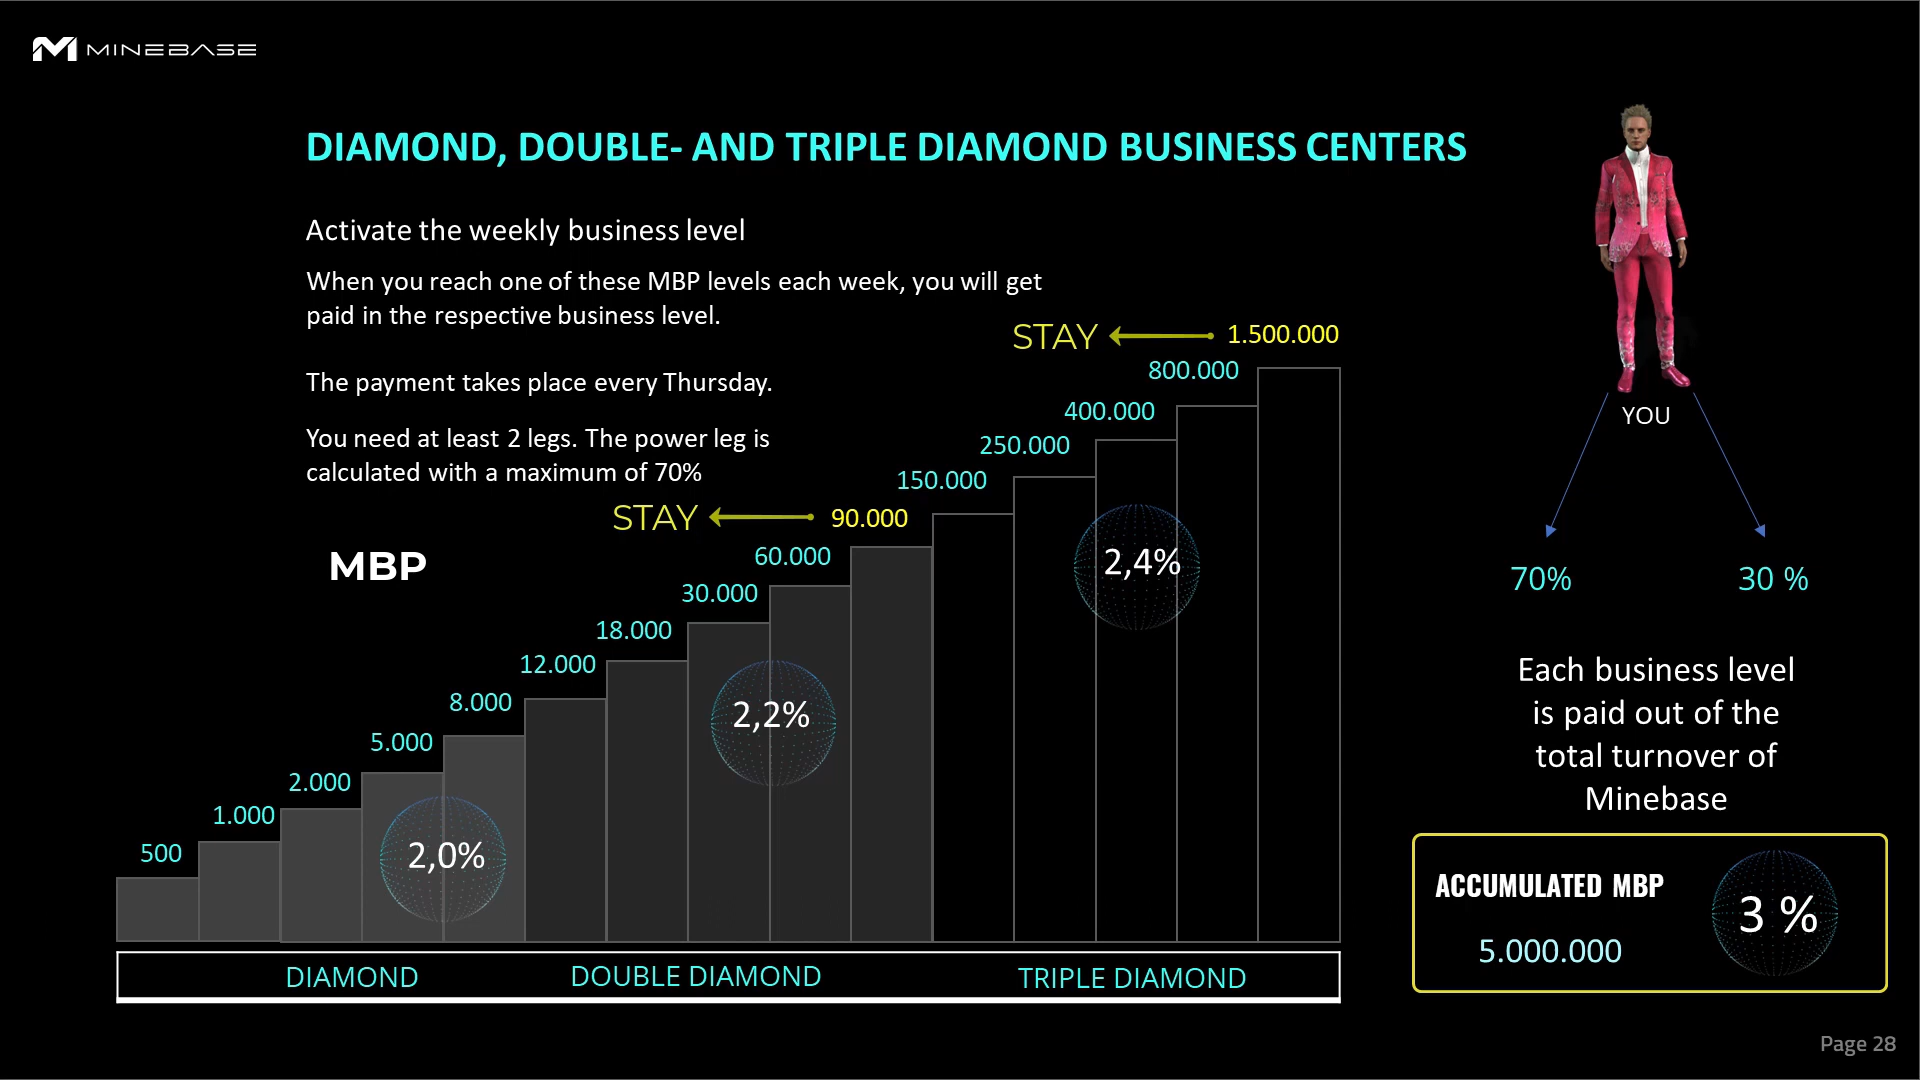 MINEBASE
DIAMOND, DOUBLE- AND TRIPLE DIAMOND BUSINESS CENTERS
Activate the weekly business level
When you reach one of these MBP levels each week, you will get
paid in the respective business level.
The payment takes place every Thursday.
You need at least 2 legs. The power leg is
calculated with a maximum of 70%
MBP
500
1.000
2.000
5.000
8.000
12.000
18.000
30.000
60.000
STAY
90.000
150.000
250.000
400.000
800.000
STAY
1.500.000
2,0%
2,2%
2,4%
DIAMOND
DOUBLE DIAMOND
TRIPLE DIAMOND
YOU
70%
30 %
Each business level
is paid out of the
total turnover of
Minebase
ACCUMULATED MBP
5.000.000
3 %
Page 28